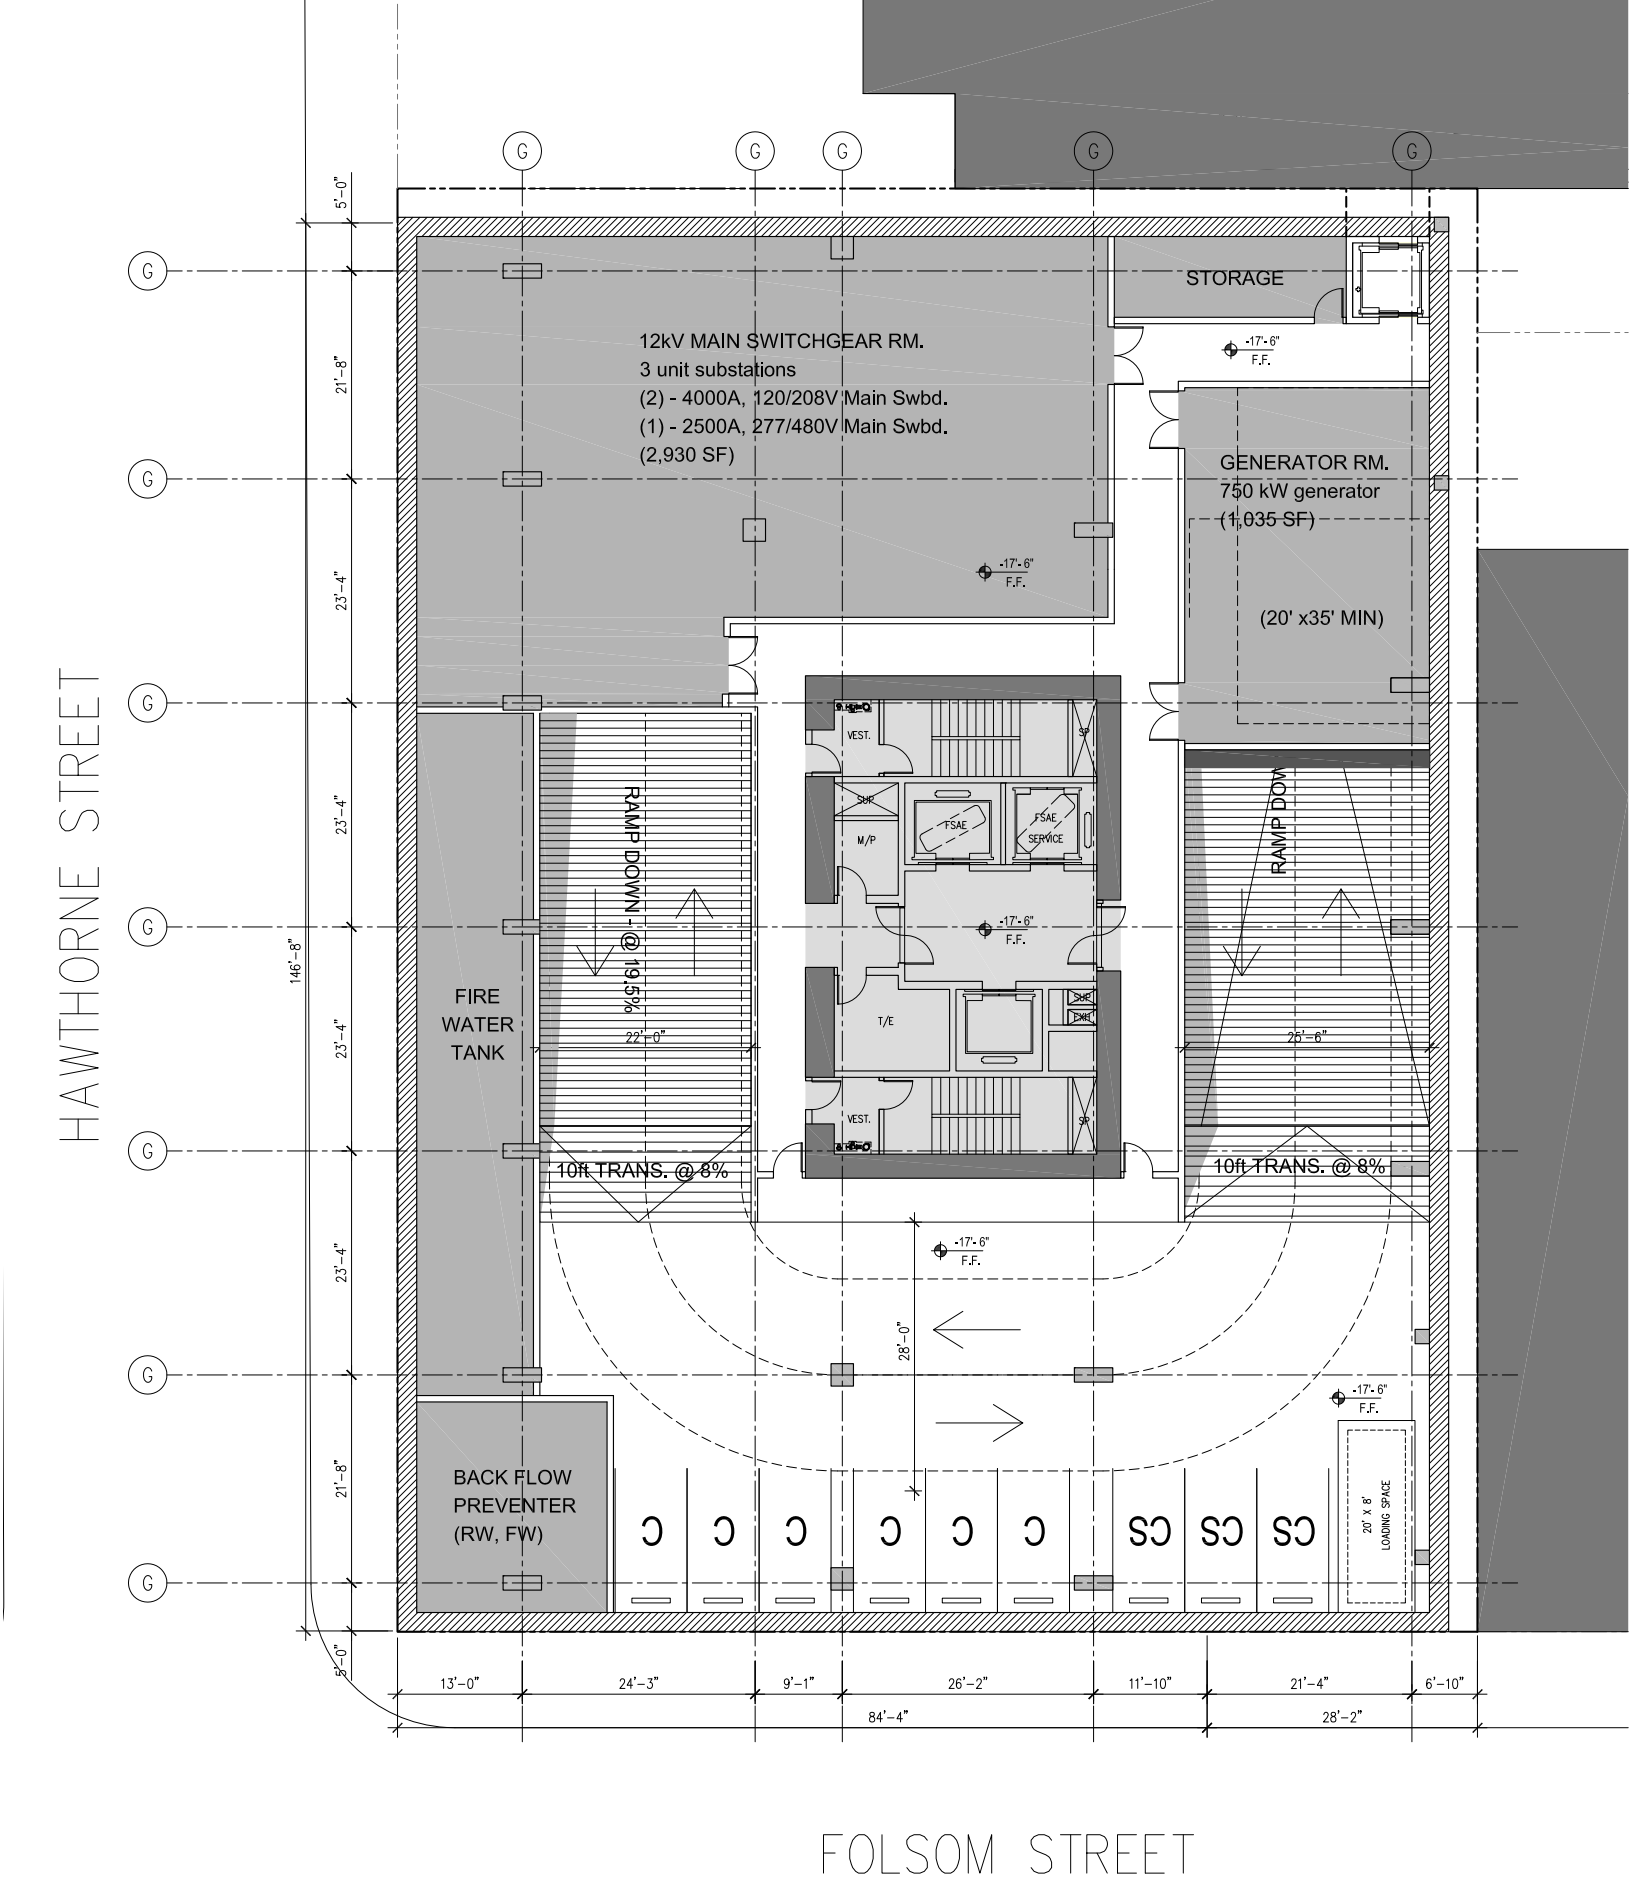 G G G G G
5'-0"
G
STORAGE
12kV MAIN SWITCHGEAR RM.
3 unit substations
(2) - 4000A, 120/208V Main Swbd.
(1) - 2500A, 277/480V Main Swbd.
(2,930 SF)
-17'-6"
F.F.
21'-8"
GENERATOR RM.
750 kW generator
(1,035 SF)
G
-17'-6"
F.F.
23'-4"
(20' x35' MIN)
G
VEST.
SP
SUP
FSAE
FSAE
SERVICE
M/P
RAMP DOWN - @ 19.5%
RAMP DOW
23'-4"
HAWTHORNE STREET
G
-17'-6"
F.F.
146'-8"
FIRE
WATER
TANK
T/E
SUP
EXH
22'-0"
25'-6"
23'-4"
VEST.
SP
G
10ft TRANS. @ 8%
10ft TRANS. @ 8%
-17'-6"
F.F.
23'-4"
28'-0"
G
-17'-6"
F.F.
21'-8"
BACK FLOW
PREVENTER
(RW, FW)
C C C C C C CS CS CS
20' X 8'
LOADING SPACE
G
5'-0"
13'-0" 24'-3" 9'-1" 26'-2" 11'-10" 21'-4" 6'-10"
84'-4" 28'-2"
FOLSOM STREET